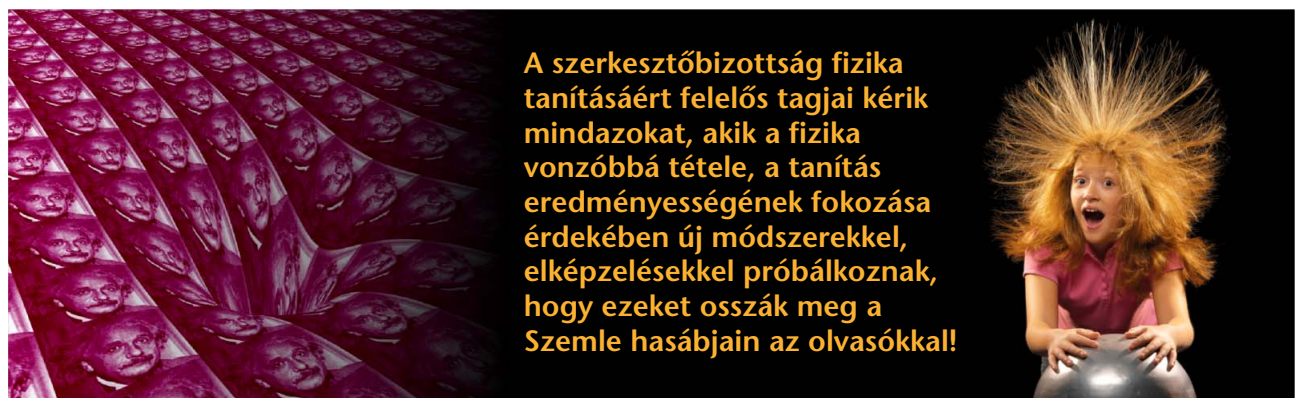 A szerkesztőbizottság fizika
tanításáért felelős tagjai kérik
mindazokat, akik a fizika
vonzóbbá tétele, a tanítás
eredményességének fokozása
érdekében új módszerekkel,
elképzelésekkel próbálkoznak,
hogy ezeket osszák meg a
Szemle hasábjain az olvasókkal!